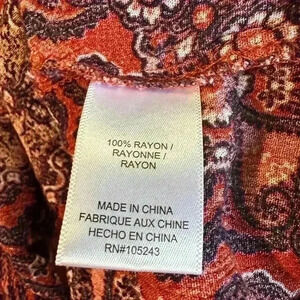 100% RAYON /
RAYONNE /
RAYON
MADE IN CHINA
FABRIQUE AUX CHINE
HECHO EN CHINA
RN#105243